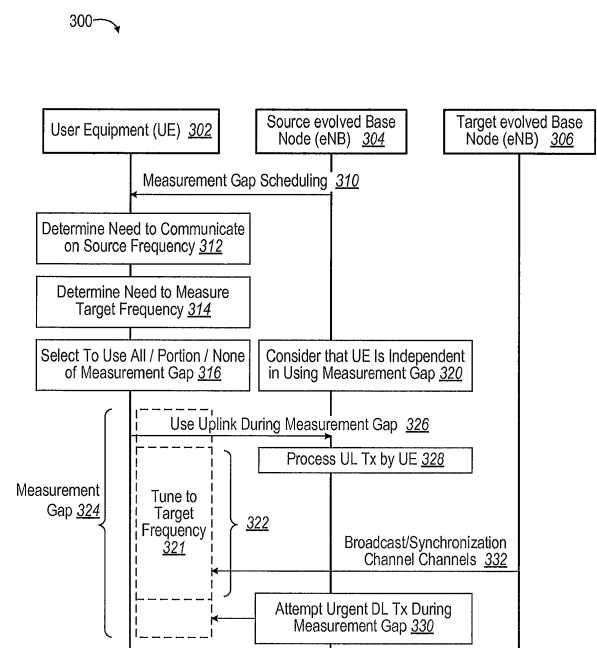 300
User Equipment (UE) 302
Source evolved Base
Node (eNB) 304
Target evolved Base
Node (eNB) 306
Measurement Gap Scheduling 310
Determine Need to Communicate
on Source Frequency 312
Determine Need to Measure
Target Frequency 314
Select To Use All / Portion / None
of Measurement Gap 316
Consider that UE Is Independent
in Using Measurement Gap 320
Use Uplink During Measurement Gap 326
Process UL Tx by UE 328
Measurement
Gap 324
Tune to
Target
Frequency
321
322
Broadcast/Synchronization
Channel Channels 332
Attempt Urgent DL Tx During
Measurement Gap 330